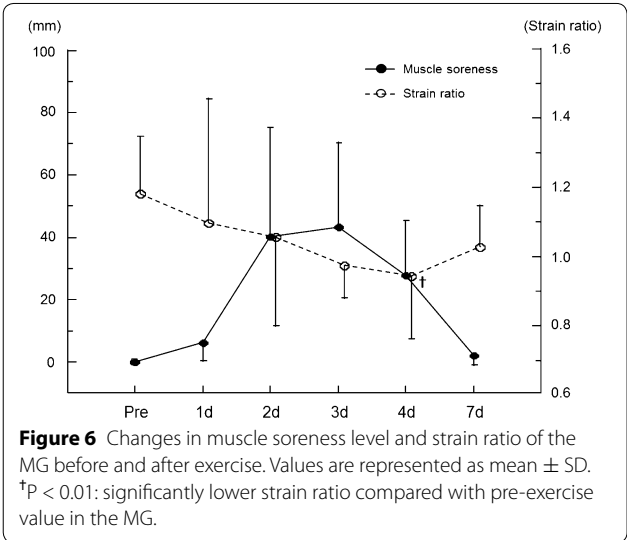 (mm)
(Strain ratio)
100
80
60
40
20
0
1.6
1.4
1.2
1.0
0.8
0.6
Muscle soreness
Strain ratio
†
Pre 1d 2d 3d 4d 7d
Figure 6 Changes in muscle soreness level and strain ratio of the
MG before and after exercise. Values are represented as mean ± SD.
†P < 0.01: significantly lower strain ratio compared with pre-exercise
value in the MG.